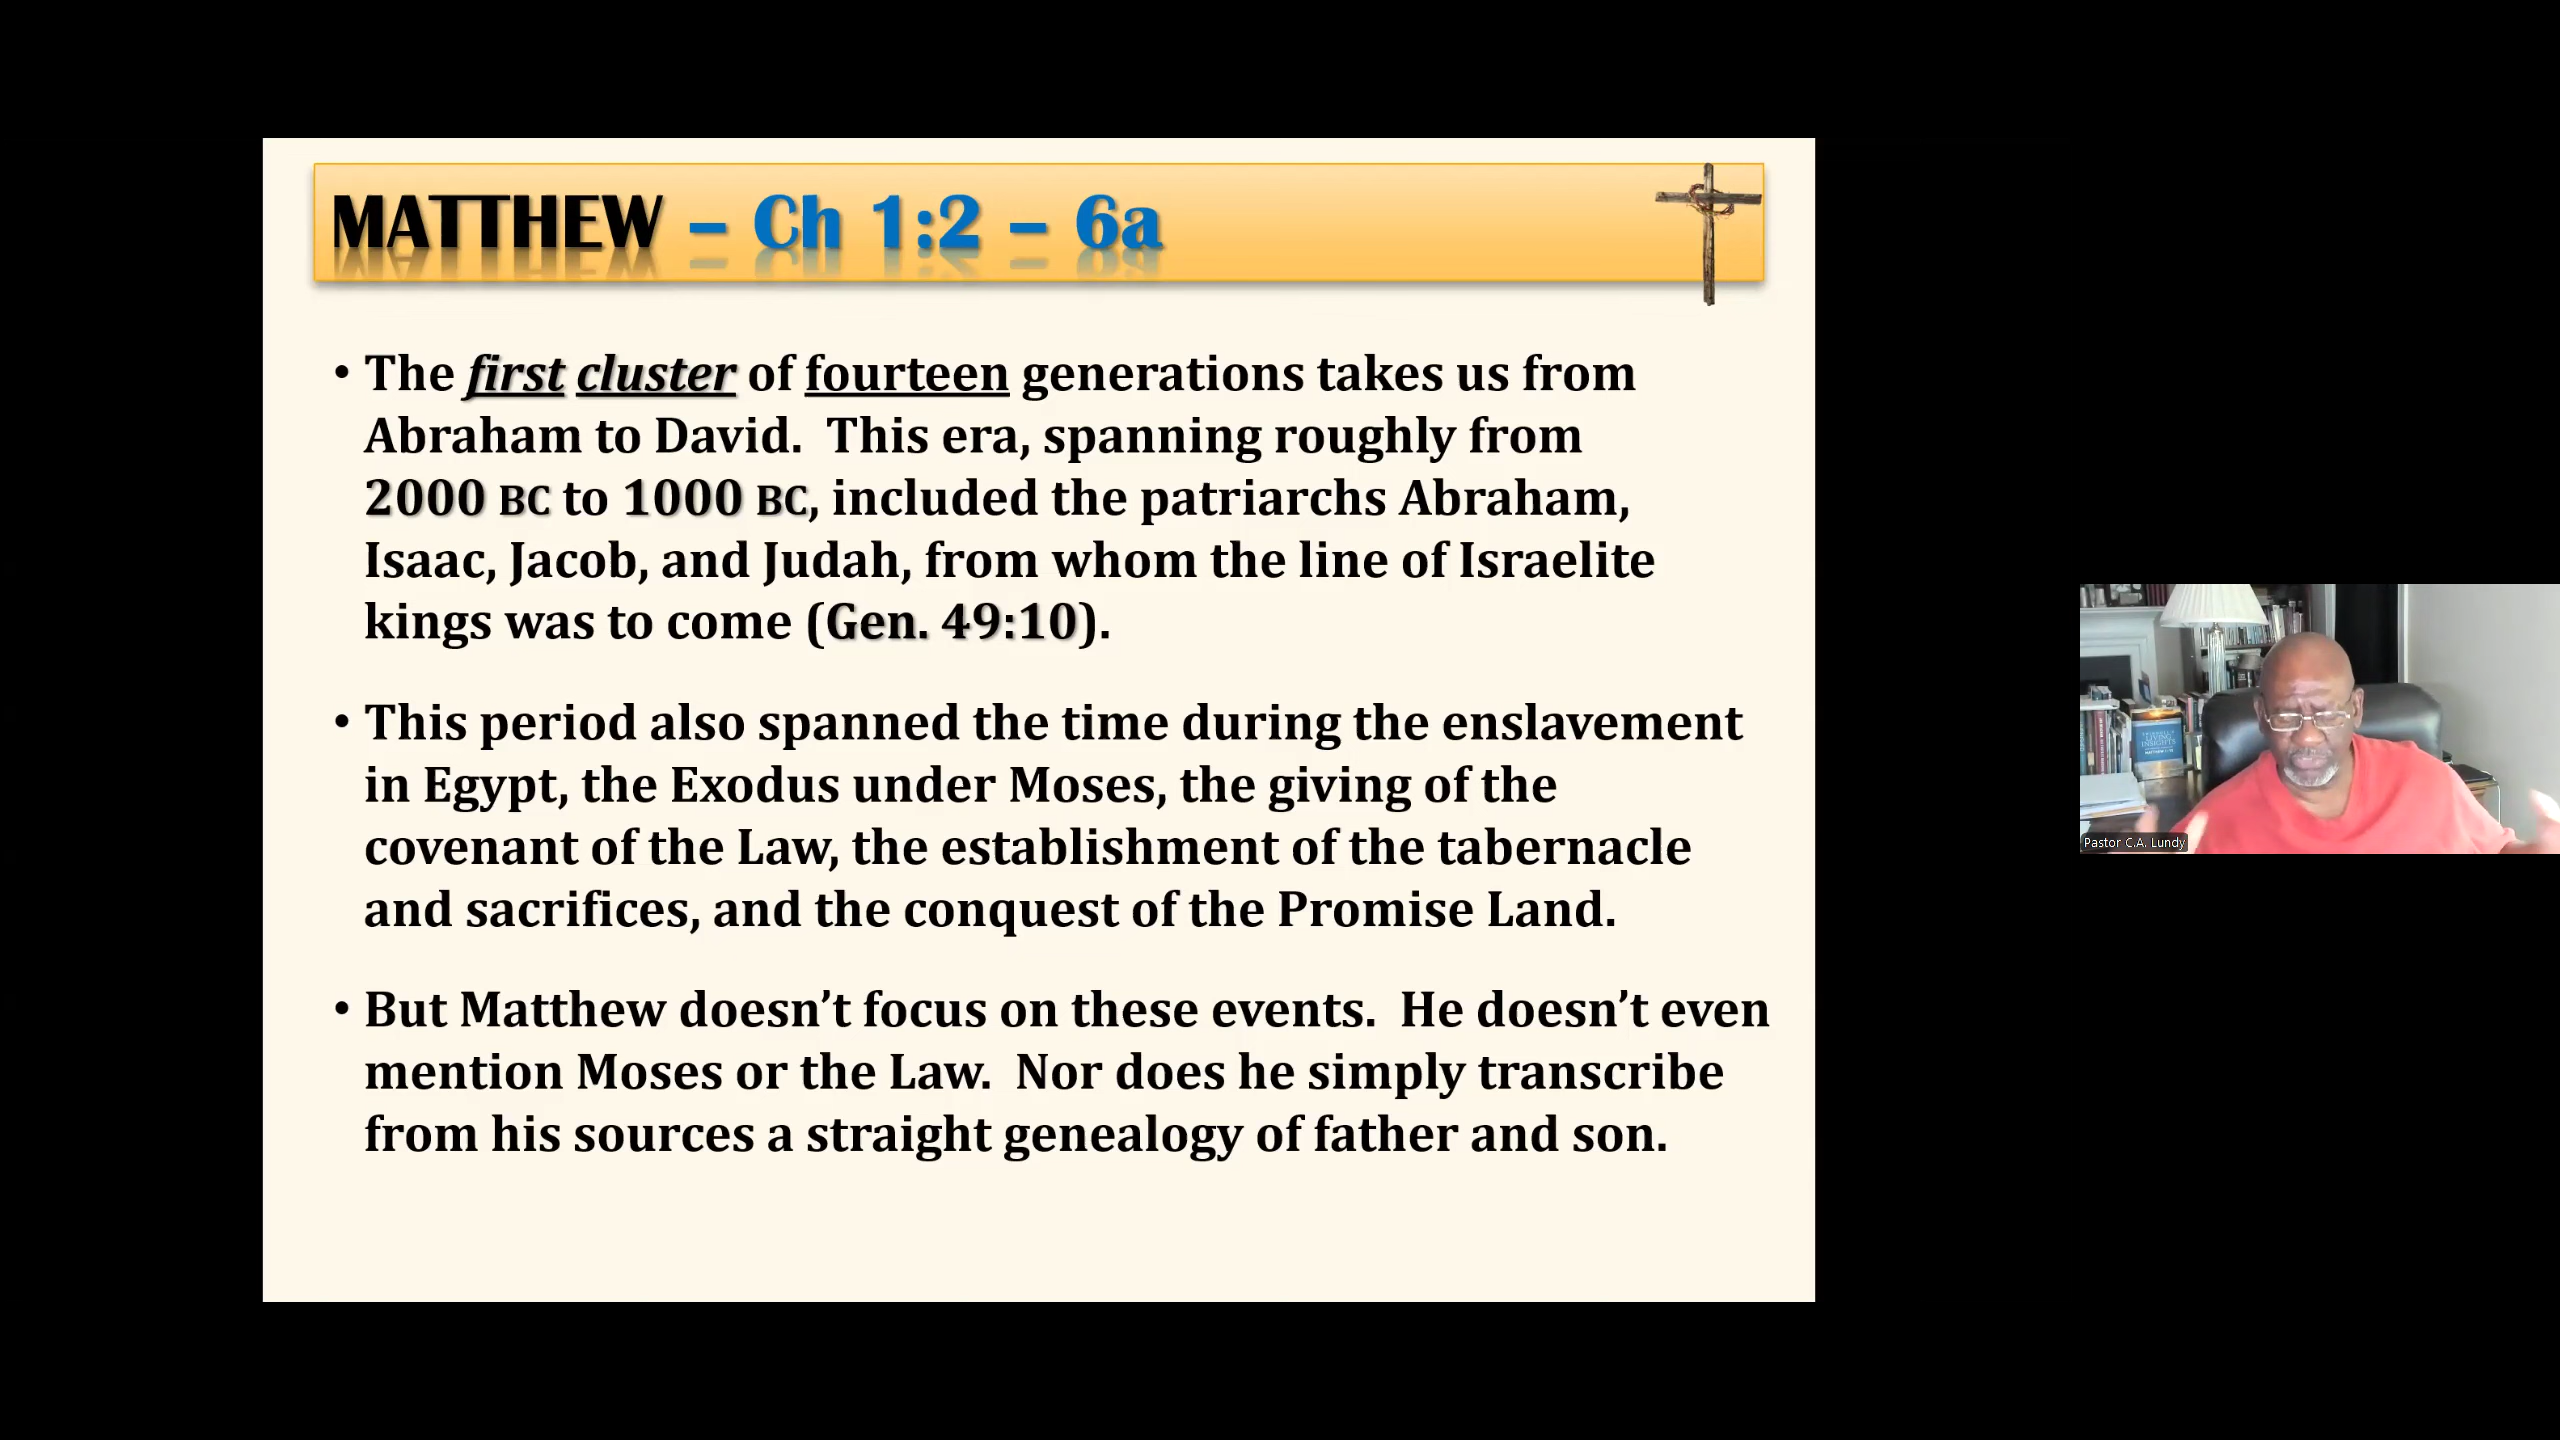 MATTHEW – Ch 1:2 – 6a
• The first cluster of fourteen generations takes us from
Abraham to David.  This era, spanning roughly from
2000 BC to 1000 BC, included the patriarchs Abraham,
Isaac, Jacob, and Judah, from whom the line of Israelite
kings was to come (Gen. 49:10).
• This period also spanned the time during the enslavement
in Egypt, the Exodus under Moses, the giving of the
covenant of the Law, the establishment of the tabernacle
and sacrifices, and the conquest of the Promise Land.
• But Matthew doesn’t focus on these events.  He doesn’t even
mention Moses or the Law.  Nor does he simply transcribe
from his sources a straight genealogy of father and son.
LIVING
INSIGHTS
Pastor C.A. Lundy